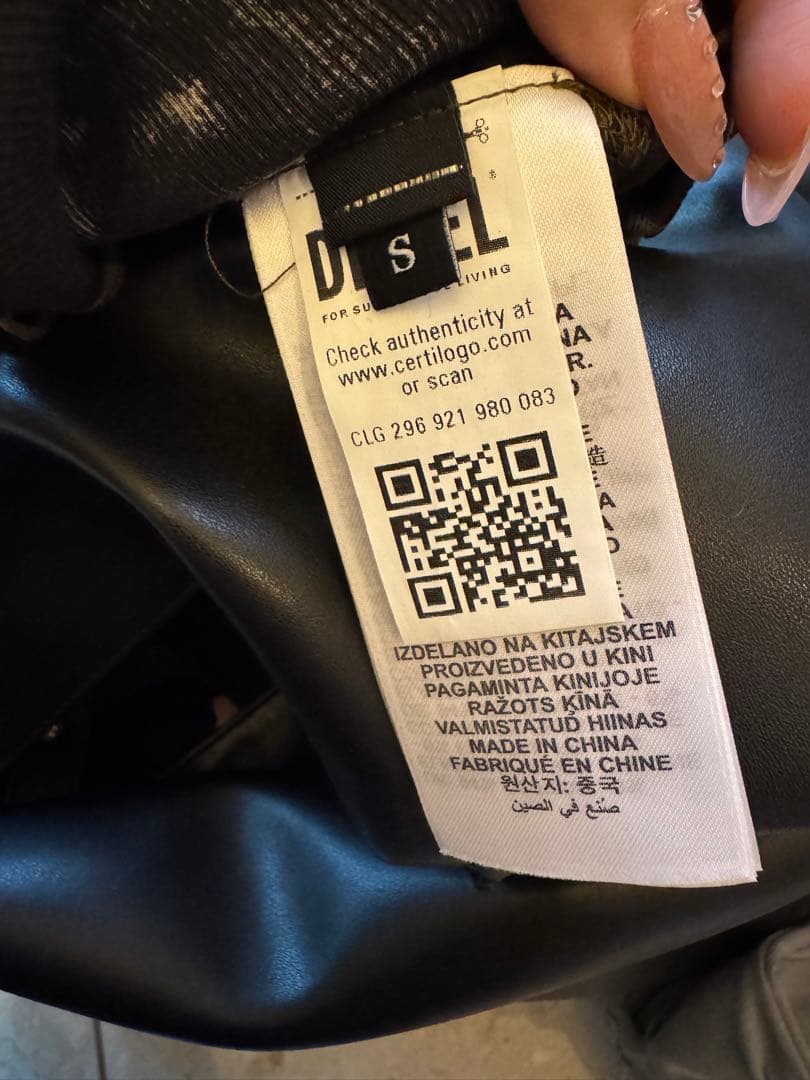 S
FOR
LIVING
Check authenticity at
www.certilogo.com
or scan
CLG 296 921 980 083
IZDELANO NA KITAJSKEM
PROIZVEDENO U KINI
PAGAMINTA KINIJOJE
RAŽOTS ĶĪNĀ
VALMISTATUD HIINAS
MADE IN CHINA
FABRIQUÉ EN CHINE
원산지: 중국
صُنع في الصين